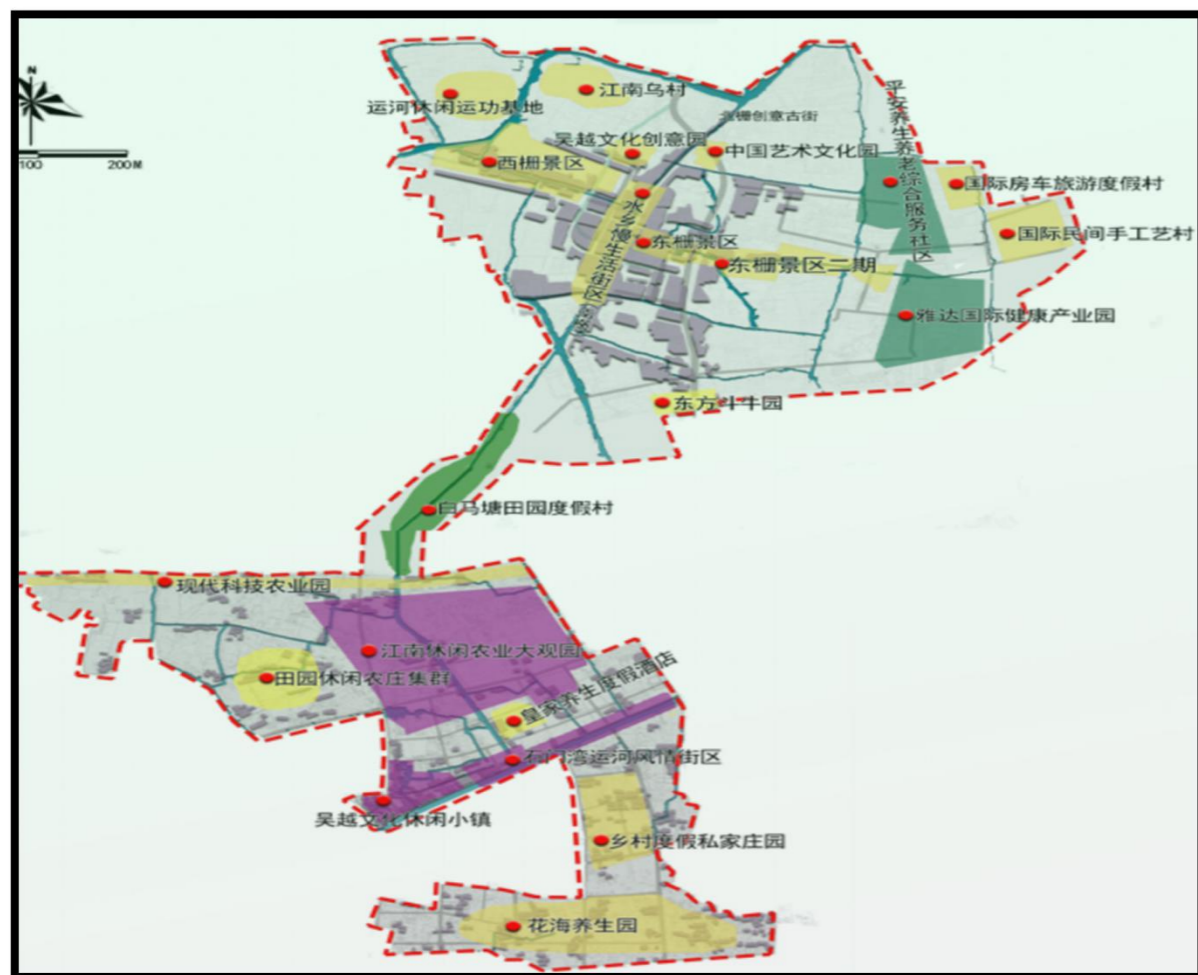 N
100 200M
运河休闲运功基地
江南乌村
北栅创意古街
吴越文化创意园
中国艺术文化园
西栅景区
平安养生养老综合服务社区
国际房车旅游度假村
国际民间手工艺村
水乡慢生活街区
东栅景区
东栅景区二期
雅达国际健康产业园
东方斗牛园
白马塘田园度假村
现代科技农业园
江南休闲农业大观园
田园休闲农庄集群
皇家养生度假酒店
石门湾运河风情街区
吴越文化休闲小镇
乡村度假私家庄园
花海养生园